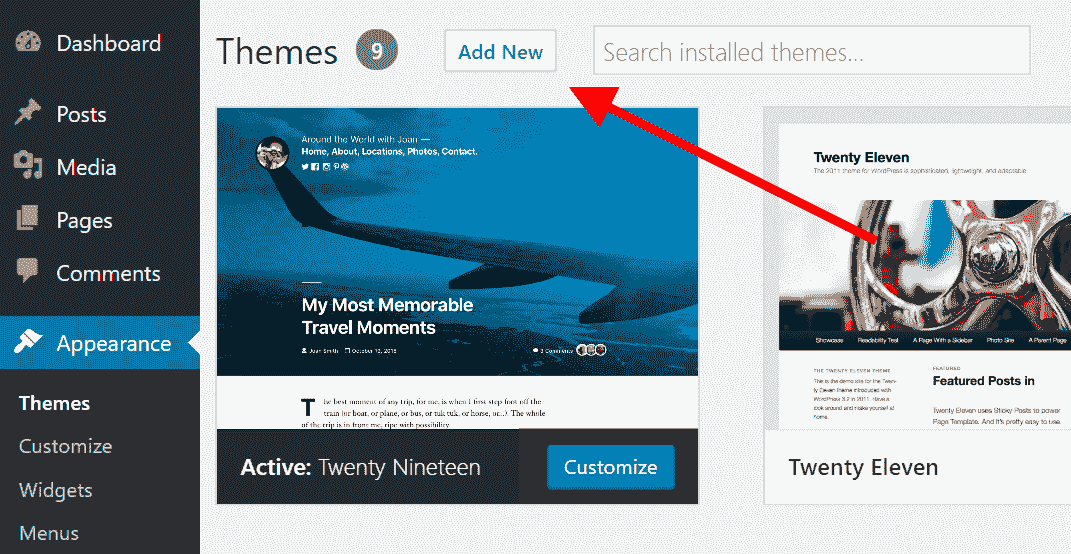 Dashboard
Posts
Media
Pages
Comments
Appearance
Themes
Customize
Widgets
Menus
Themes 9 Add New Search installed themes...
Around the World with Joan —
Home, About, Locations, Photos, Contact.
My Most Memorable
Travel Moments
Joan Smith October 13, 2018 3 Comments
The best moment of any trip, for me, is when I first step foot off the
train (or boat, or plane, or bus, or tuk tuk, or horse, or...). The whole
of the trip is in front me, ripe with possibility.
Active: Twenty Nineteen Customize
Twenty Eleven
The 2011 theme for WordPress is sophisticated, lightweight, and adaptable
Showcase Readability Test A Page With a Sidebar Photo Site A Parent Page
THE TWENTY ELEVEN THEME
This is the demo site for the Twen-
ty Eleven theme introduced with
WordPress 3.2 in 2011. Have a
look around and make yourself at
home.
FEATURED
Featured Posts in
Twenty Eleven uses Sticky Posts to power
Page Template. And it's pretty easy to use.
Twenty Eleven